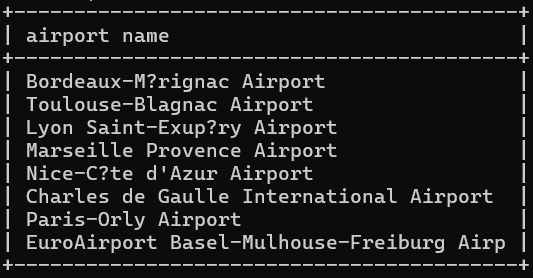 airport name
Bordeaux-M?rignac Airport
Toulouse-Blagnac Airport
Lyon Saint-Exup?ry Airport
Marseille Provence Airport
Nice-C?te d'Azur Airport
Charles de Gaulle International Airport
Paris-Orly Airport
EuroAirport Basel-Mulhouse-Freiburg Airp